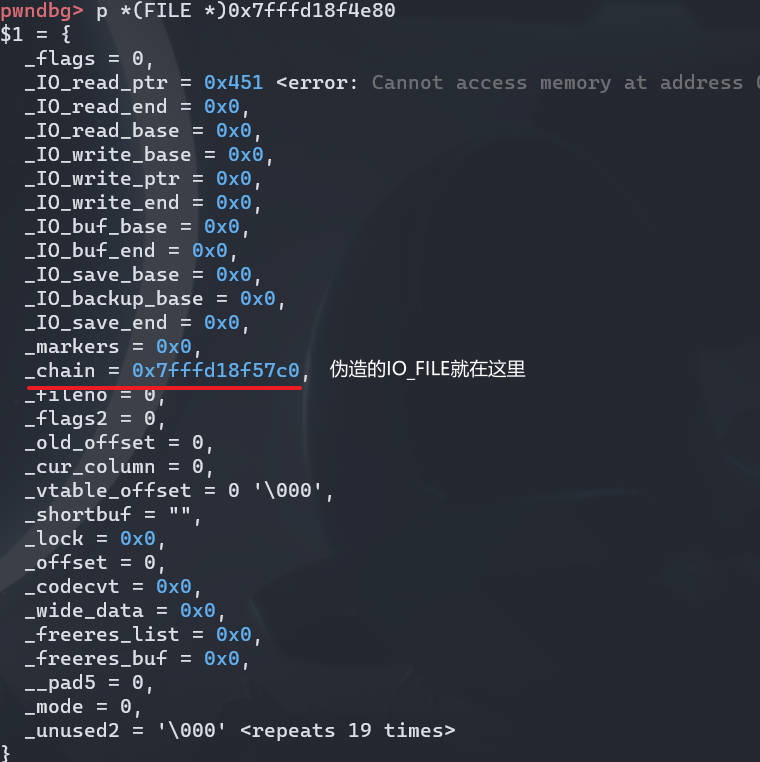 pwndbg> p *(FILE *)0x7fffd18f4e80
$1 = {
_flags = 0,
_IO_read_ptr = 0x451 <error: Cannot access memory at address
_IO_read_end = 0x0,
_IO_read_base = 0x0,
_IO_write_base = 0x0,
_IO_write_ptr = 0x0,
_IO_write_end = 0x0,
_IO_buf_base = 0x0,
_IO_buf_end = 0x0,
_IO_save_base = 0x0,
_IO_backup_base = 0x0,
_IO_save_end = 0x0,
_markers = 0x0,
_chain = 0x7fffd18f57c0, 伪造的IO_FILE就在这里
_fileno = 0,
_flags2 = 0,
_old_offset = 0,
_cur_column = 0,
_vtable_offset = 0 '\000',
_shortbuf = "",
_lock = 0x0,
_offset = 0,
_codecvt = 0x0,
_wide_data = 0x0,
_freeres_list = 0x0,
_freeres_buf = 0x0,
__pad5 = 0,
_mode = 0,
_unused2 = '\000' <repeats 19 times>
}